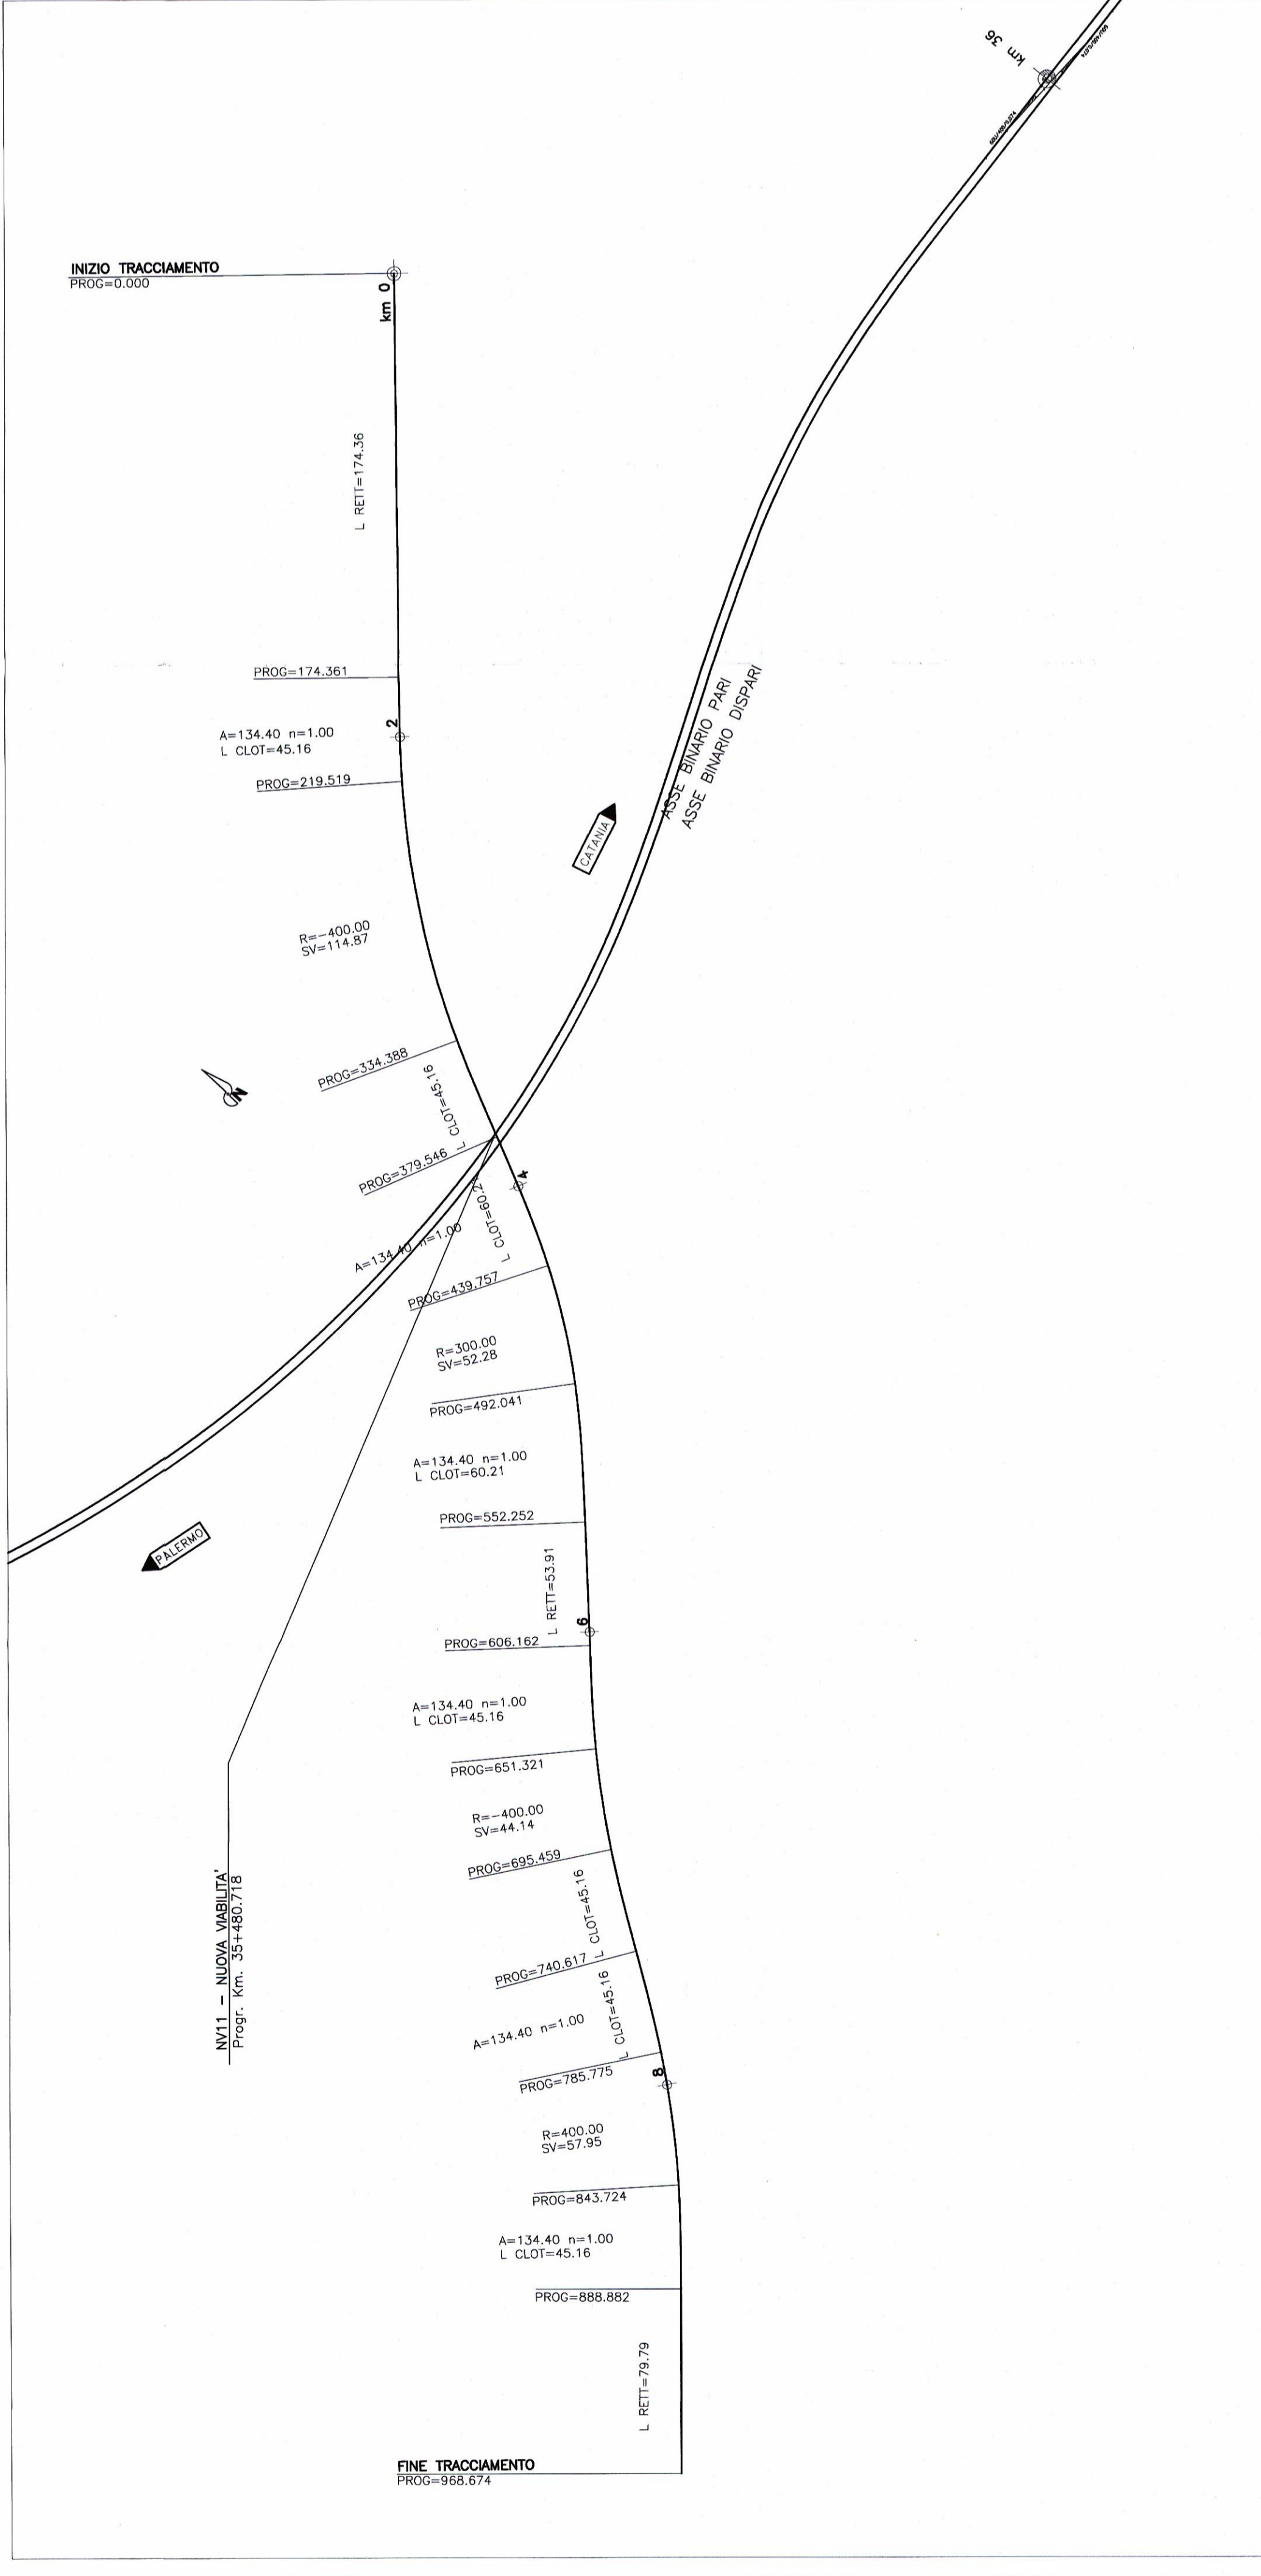 km 36
INIZIO TRACCIAMENTO
PROG=0.000
km 0
L RETT=174.36
PROG=174.361
2
A=134.40 n=1.00
L CLOT=45.16
PROG=219.519
ASSE BINARIO PARI
ASSE BINARIO DISPARI
CATANIA
R=-400.00
SV=114.87
PROG=334.388
L CLOT=45.16
N
PROG=379.546
4
L CLOT=60.21
A=134.40 n=1.00
PROG=439.757
R=300.00
SV=52.28
PROG=492.041
A=134.40 n=1.00
L CLOT=60.21
PROG=552.252
PALERMO
L RETT=53.91
6
PROG=606.162
A=134.40 n=1.00
L CLOT=45.16
PROG=651.321
R=-400.00
SV=44.14
PROG=695.459
L CLOT=45.16
NV11 - NUOVA VIABILITA'
Progr. Km. 35+480.718
PROG=740.617
L CLOT=45.16
A=134.40 n=1.00
PROG=785.775
8
R=400.00
SV=57.95
PROG=843.724
A=134.40 n=1.00
L CLOT=45.16
PROG=888.882
L RETT=79.79
FINE TRACCIAMENTO
PROG=968.674